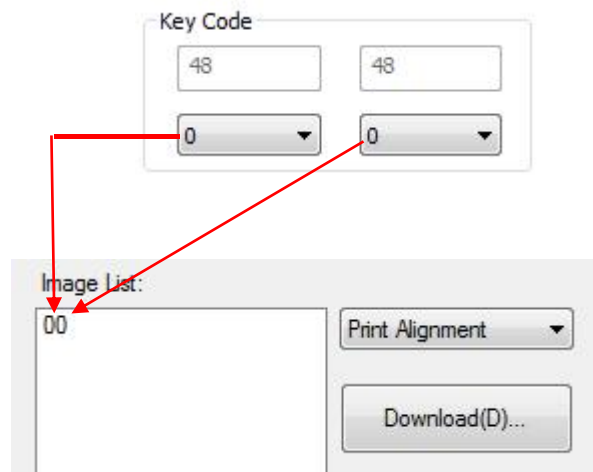 Key Code
48 48
0 0
Image List:
00
Print Alignment
Download(D)...